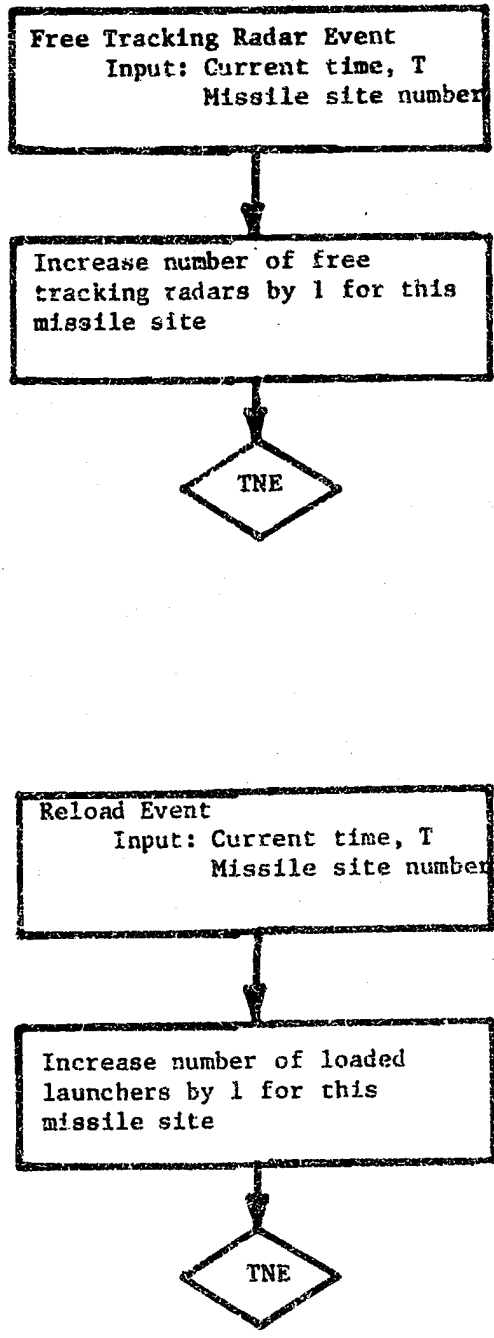 Free Tracking Radar Event
Input: Current time, T
Missile site number
Increase number of free
tracking radars by 1 for this
missile site
TNE
Reload Event
Input: Current time, T
Missile site number
Increase number of loaded
launchers by 1 for this
missile site
TNE